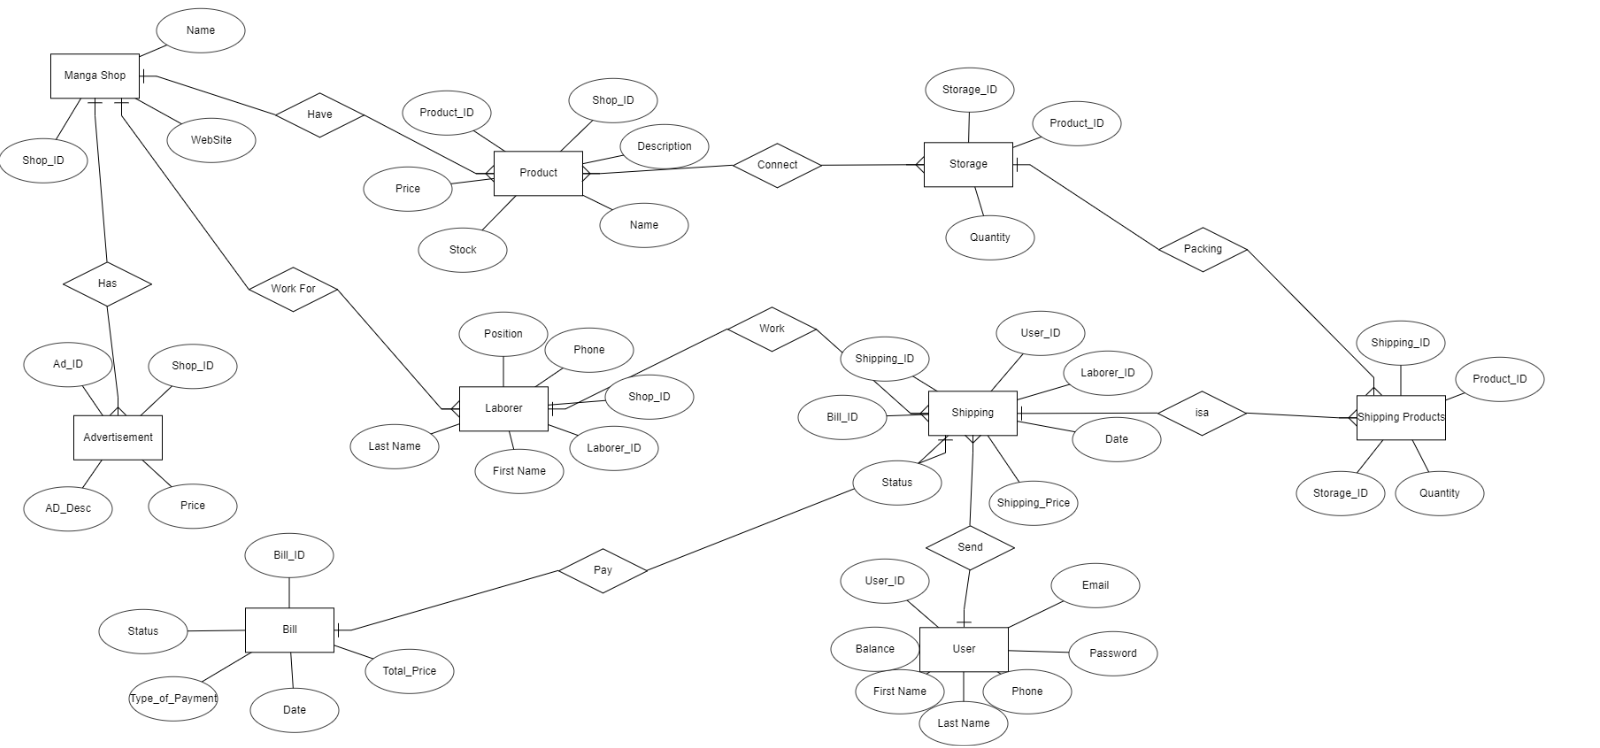 Name
Manga Shop
Shop_ID
WebSite
Have
Product_ID
Shop_ID
Description
Product
Price
Name
Stock
Connect
Storage_ID
Product_ID
Storage
Quantity
Packing
Has
Work For
Ad_ID
Shop_ID
Advertisement
AD_Desc
Price
Position
Phone
Shop_ID
Laborer
Last Name
First Name
Laborer_ID
Work
Shipping_ID
User_ID
Laborer_ID
Bill_ID
Shipping
Date
Status
Shipping_Price
isa
Shipping_ID
Product_ID
Shipping Products
Storage_ID
Quantity
Bill_ID
Status
Bill
Total_Price
Type_of_Payment
Date
Pay
Send
User_ID
Email
Balance
User
Password
First Name
Phone
Last Name